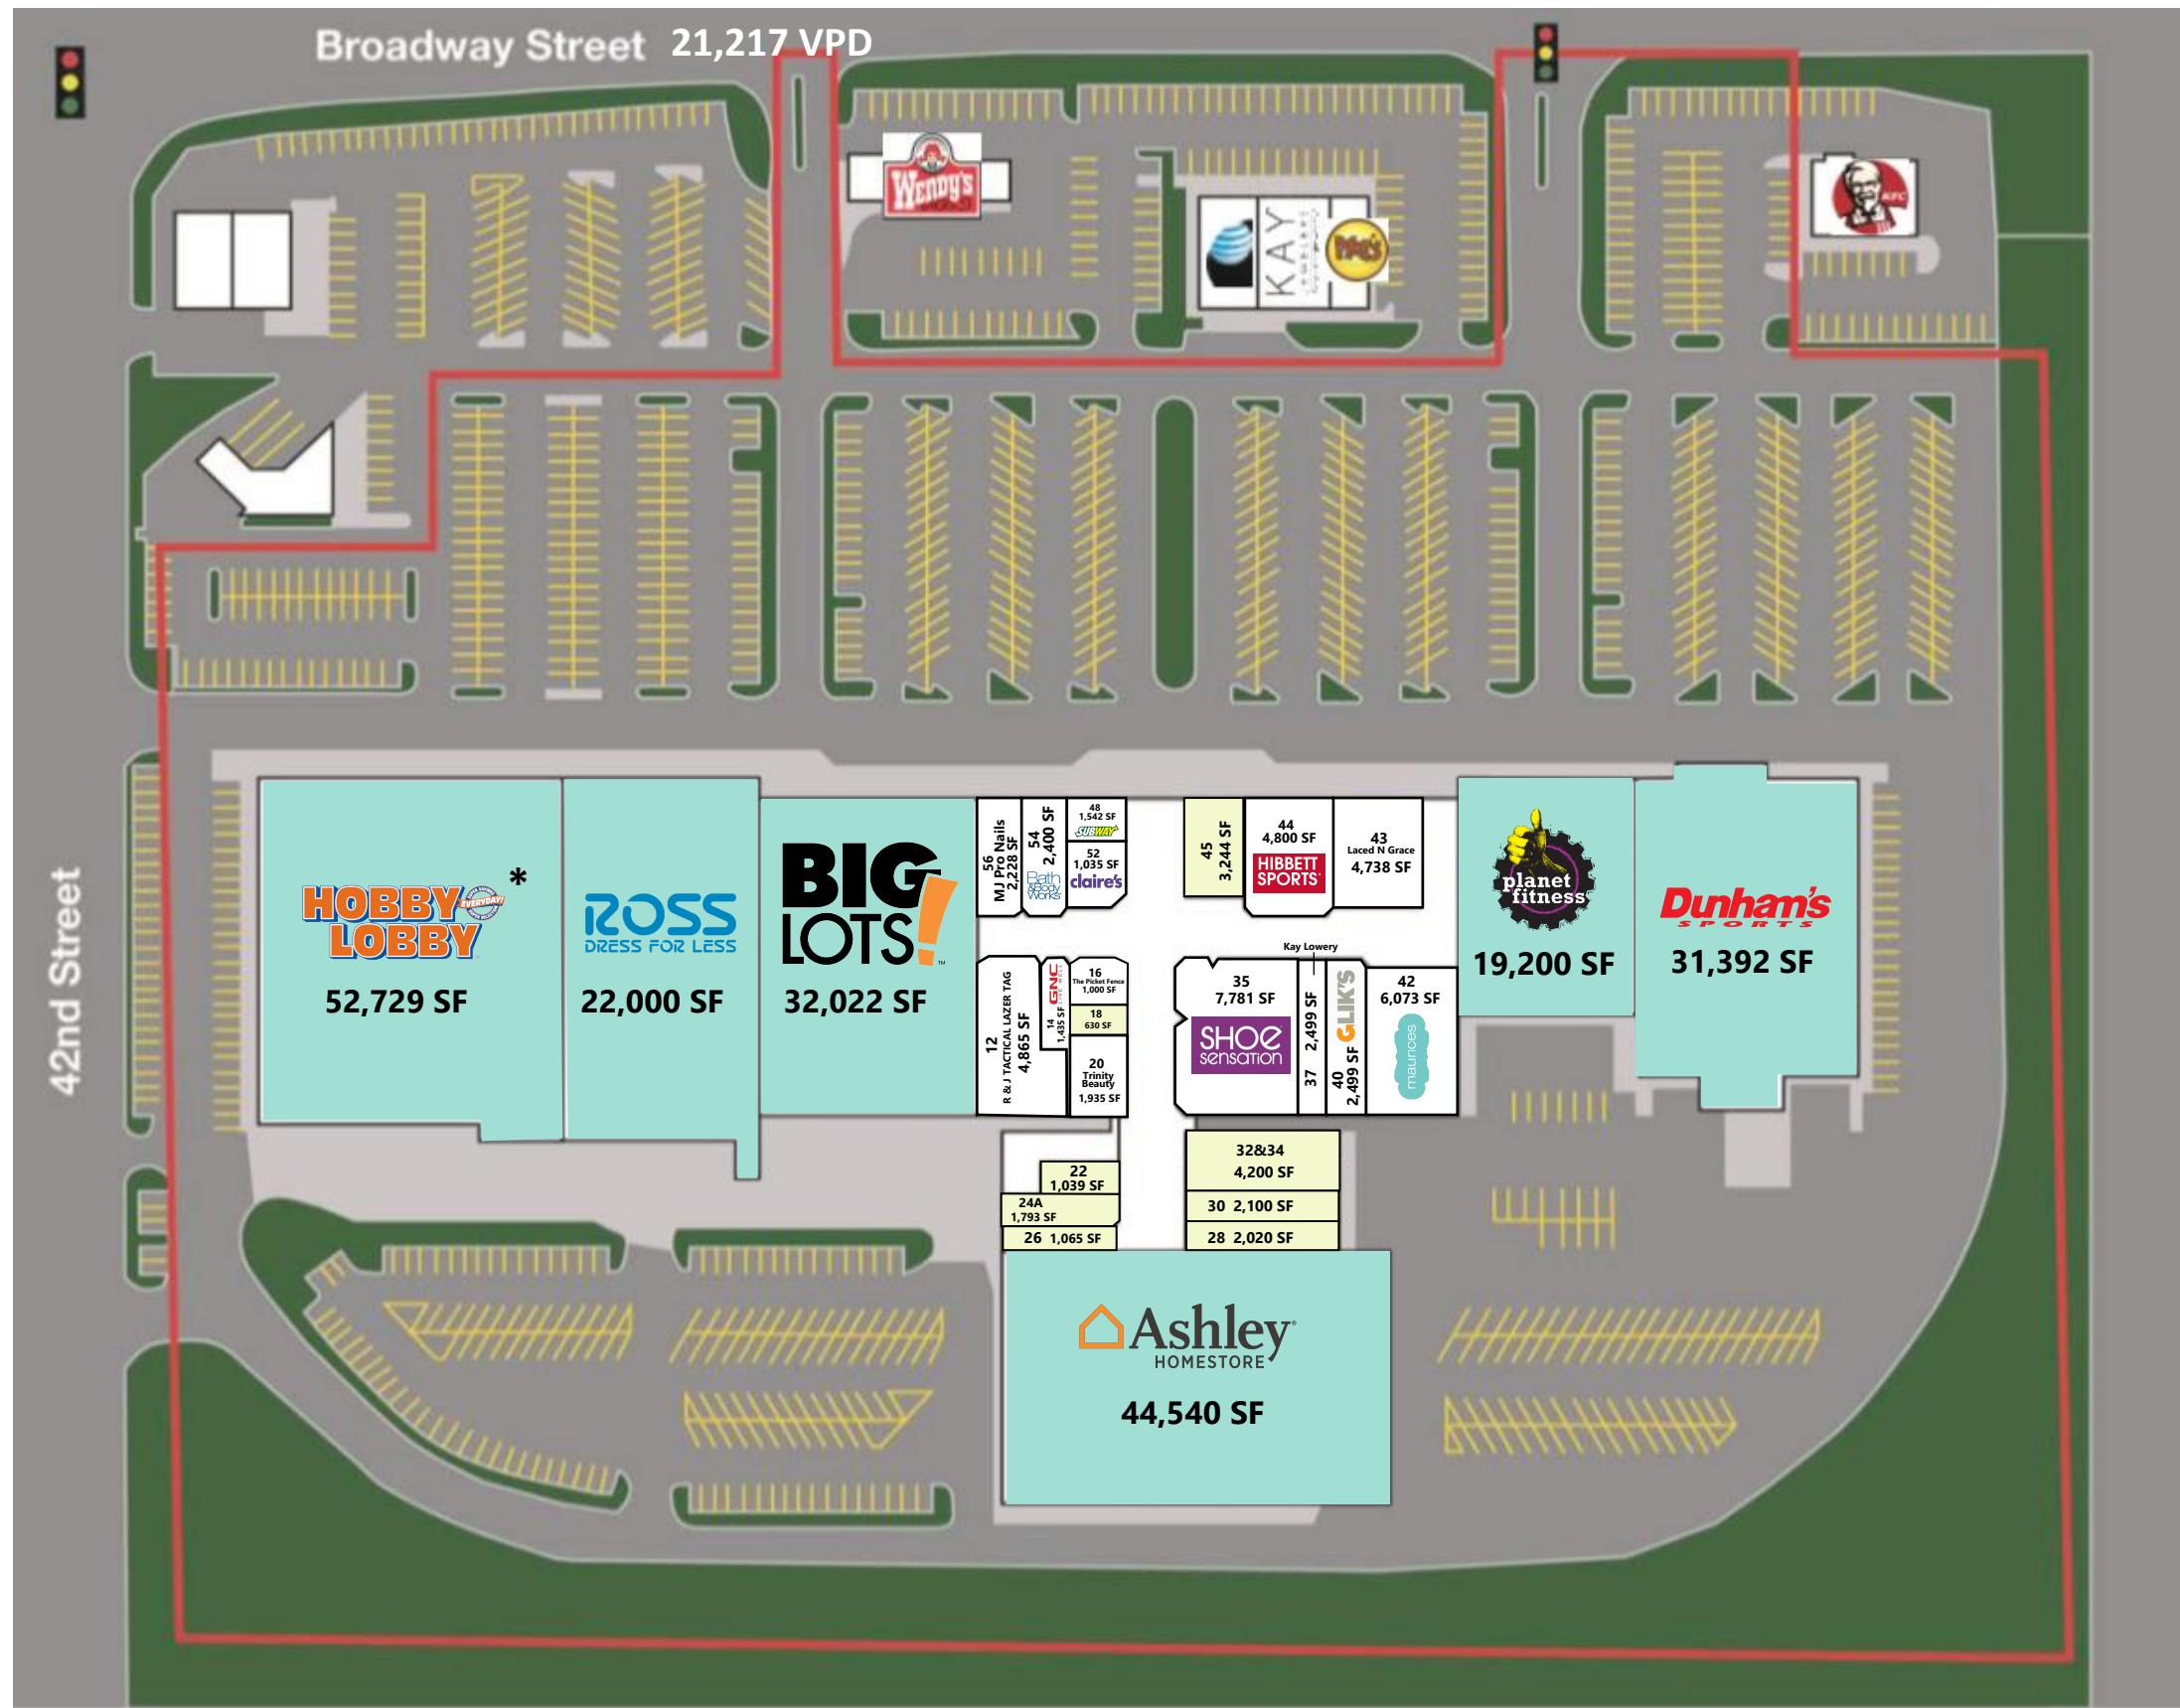 Broadway Street 21,217 VPD
WENDY'S
KAY
JEWELERS
MOE'S
KFC
42nd Street
HOBBY LOBBY
EVERYDAY!
*
52,729 SF
ROSS
DRESS FOR LESS
22,000 SF
BIG
LOTS!
TM
32,022 SF
56
MJ Pro Nails
2,228 SF
54
2,400 SF
Bath
& Body
Works
48
1,542 SF
SUBWAY
52
1,035 SF
claire's
45
3,244 SF
44
4,800 SF
HIBBETT
SPORTS
43
Laced N Grace
4,738 SF
planet
fitness
19,200 SF
Dunham's
SPORTS
31,392 SF
12
R & J TACTICAL LAZER TAG
4,865 SF
GNC
LIVE WELL
14
1,435 SF
16
The Picket Fence
1,000 SF
18
630 SF
20
Trinity
Beauty
1,935 SF
35
7,781 SF
SHOE
sensation
Kay Lowery
37 2,499 SF
GLIK'S
40
2,499 SF
42
6,073 SF
maurices
22
1,039 SF
24A
1,793 SF
26 1,065 SF
32&34
4,200 SF
30 2,100 SF
28 2,020 SF
Ashley
HOMESTORE
44,540 SF